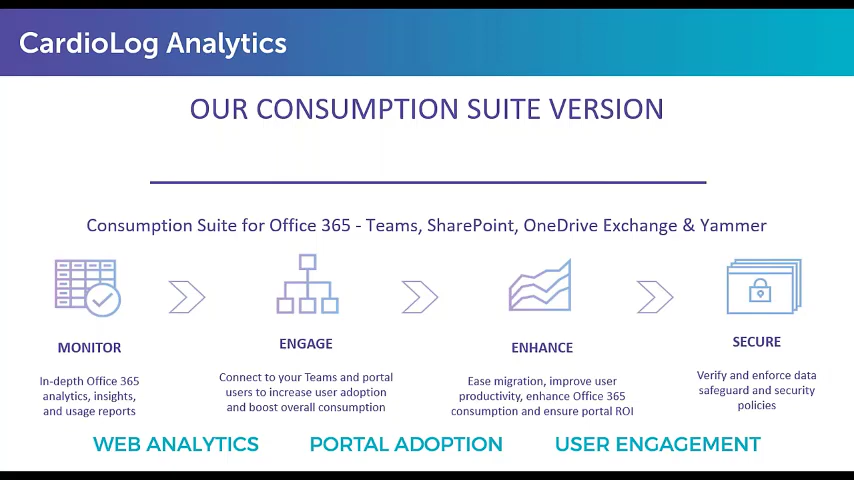 CardioLog Analytics
OUR CONSUMPTION SUITE VERSION
Consumption Suite for Office 365 - Teams, SharePoint, OneDrive Exchange & Yammer
MONITOR
In-depth Office 365
analytics, insights,
and usage reports
ENGAGE
Connect to your Teams and portal
users to increase user adoption
and boost overall consumption
ENHANCE
Ease migration, improve user
productivity, enhance Office 365
consumption and ensure portal ROI
SECURE
Verify and enforce data
safeguard and security
policies
WEB ANALYTICS
PORTAL ADOPTION
USER ENGAGEMENT